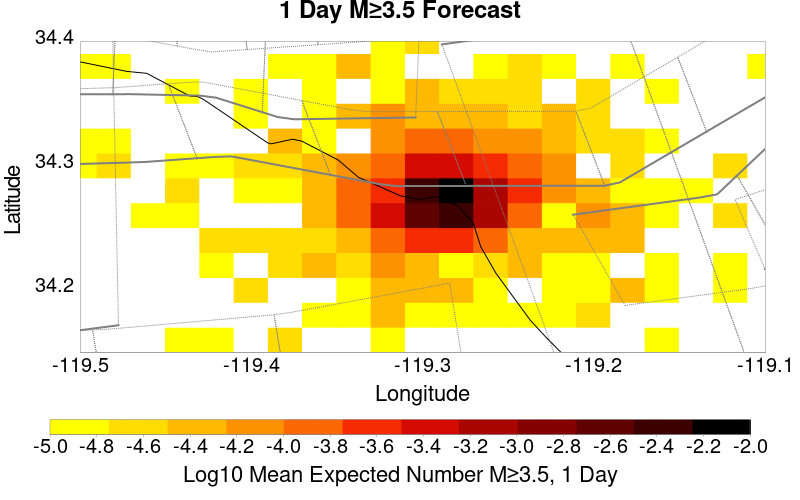 1 Day M≥3.5 Forecast
34.4
34.3
34.2
Latitude
-119.5 -119.4 -119.3 -119.2 -119.1
Longitude
-5.0 -4.8 -4.6 -4.4 -4.2 -4.0 -3.8 -3.6 -3.4 -3.2 -3.0 -2.8 -2.6 -2.4 -2.2 -2.0
Log10 Mean Expected Number M≥3.5, 1 Day